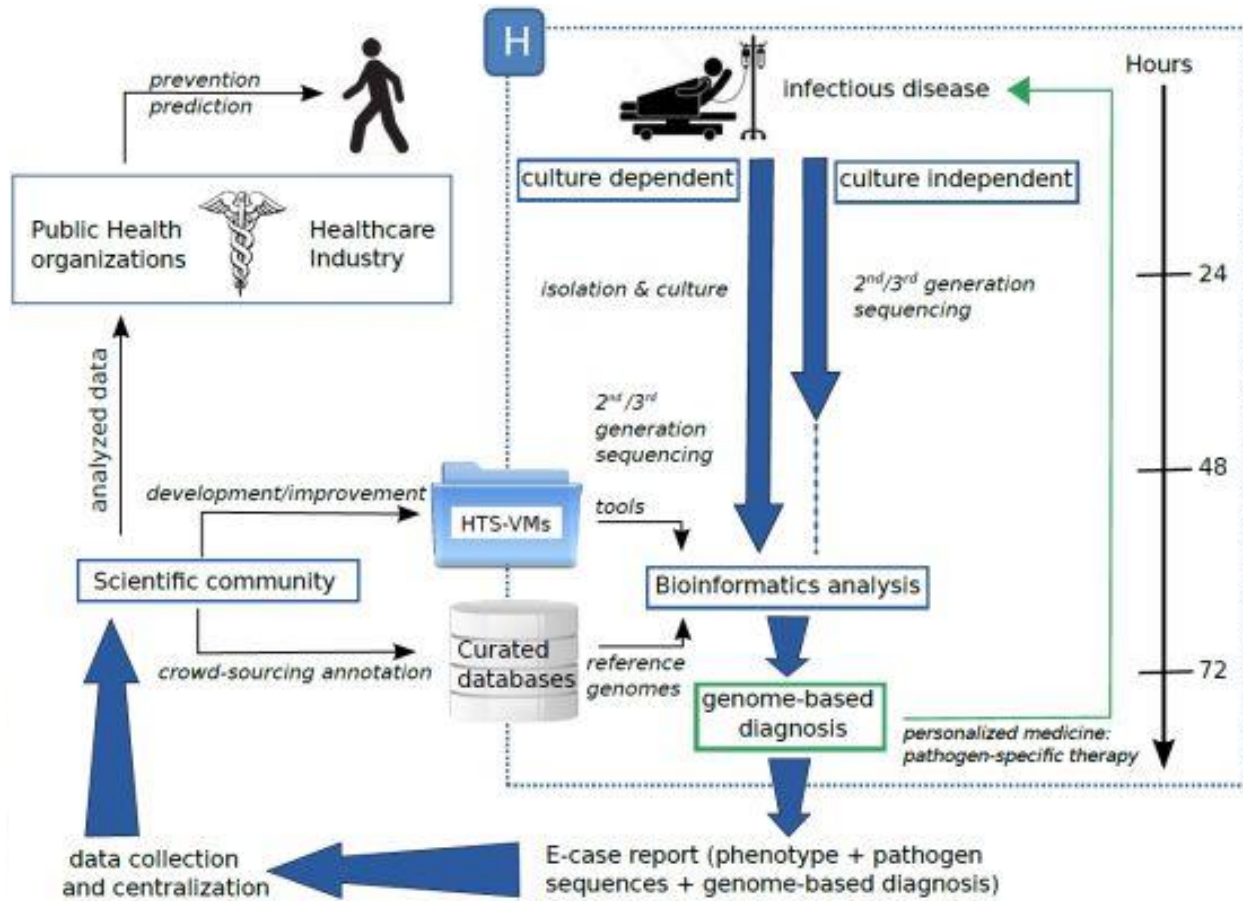 H
Hours
prevention
prediction
infectious disease
culture dependent
culture independent
Public Health
organizations
Healthcare
Industry
isolation & culture
2nd/3rd generation
sequencing
24
analyzed data
2nd/3rd
generation
sequencing
48
development/improvement
HTS-VMs
tools
Scientific community
Bioinformatics analysis
Curated
databases
crowd-sourcing annotation
reference
genomes
72
genome-based
diagnosis
personalized medicine:
pathogen-specific therapy
data collection
and centralization
E-case report (phenotype + pathogen
sequences + genome-based diagnosis)